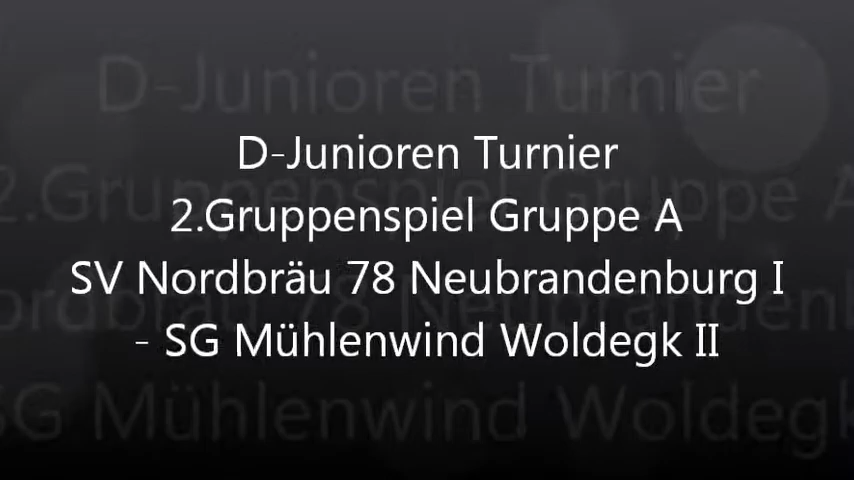 D-Junioren Turnier
2.Gruppenspiel Gruppe A
SV Nordbräu 78 Neubrandenburg I
- SG Mühlenwind Woldegk II